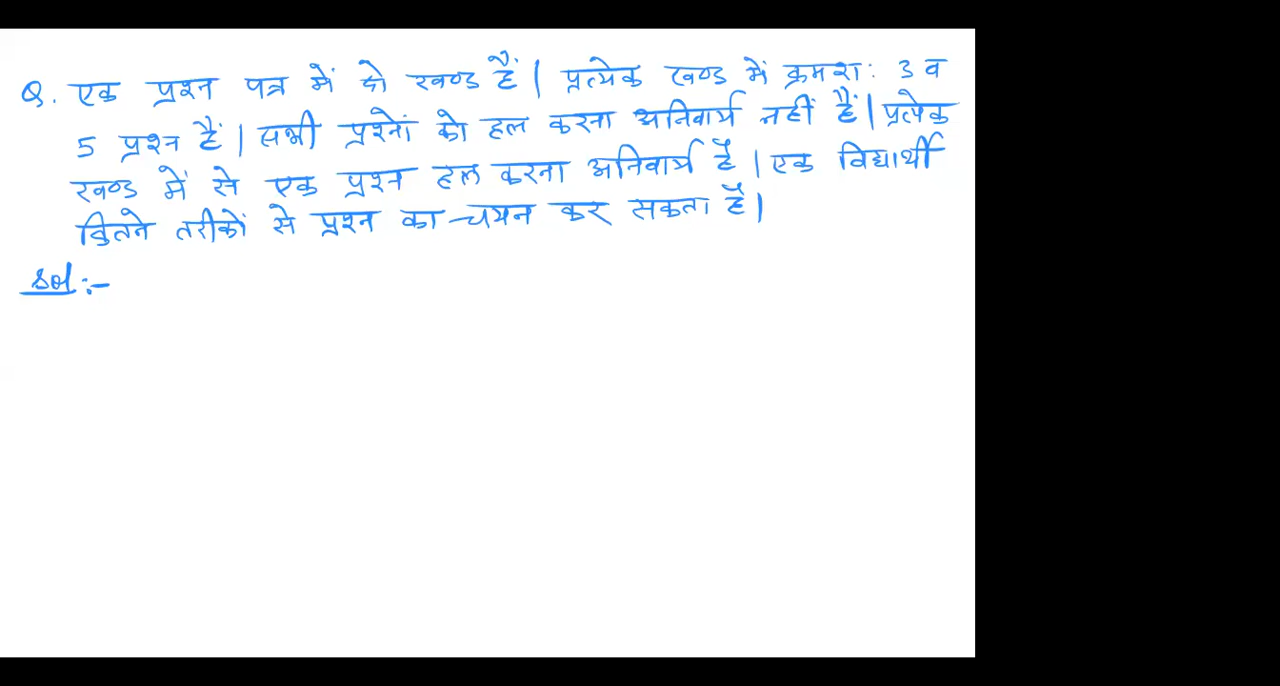 Q. एक प्रश्न पत्र में दो खण्ड हैं | प्रत्येक खण्ड में क्रमश: 3 व
5 प्रश्न हैं | सभी प्रश्नों को हल करना अनिवार्य नहीं हैं | प्रत्येक
खण्ड में से एक प्रश्न हल करना अनिवार्य है | एक विद्यार्थी
कितने तरीकों से प्रश्न का चयन कर सकता है |
Sol :-